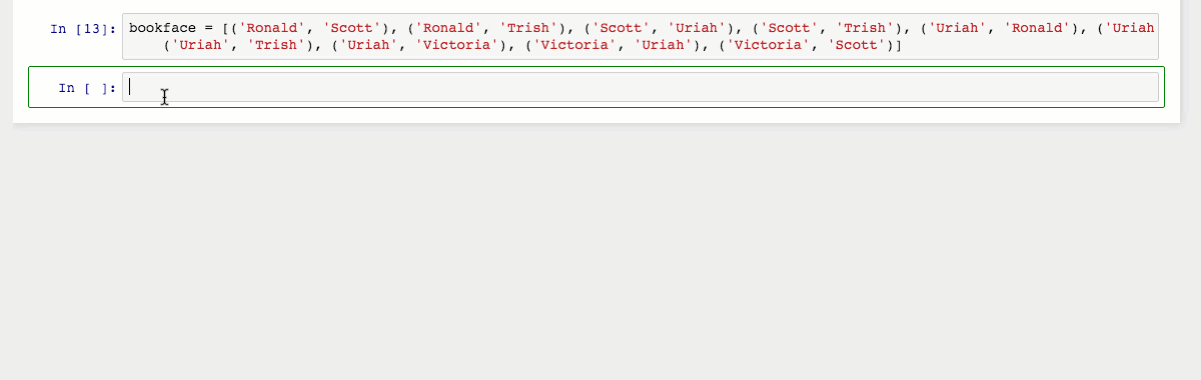 In [13]: bookface = [('Ronald', 'Scott'), ('Ronald', 'Trish'), ('Scott', 'Uriah'), ('Scott', 'Trish'), ('Uriah', 'Ronald'), ('Uriah
('Uriah', 'Trish'), ('Uriah', 'Victoria'), ('Victoria', 'Uriah'), ('Victoria', 'Scott')]
In [ ]: